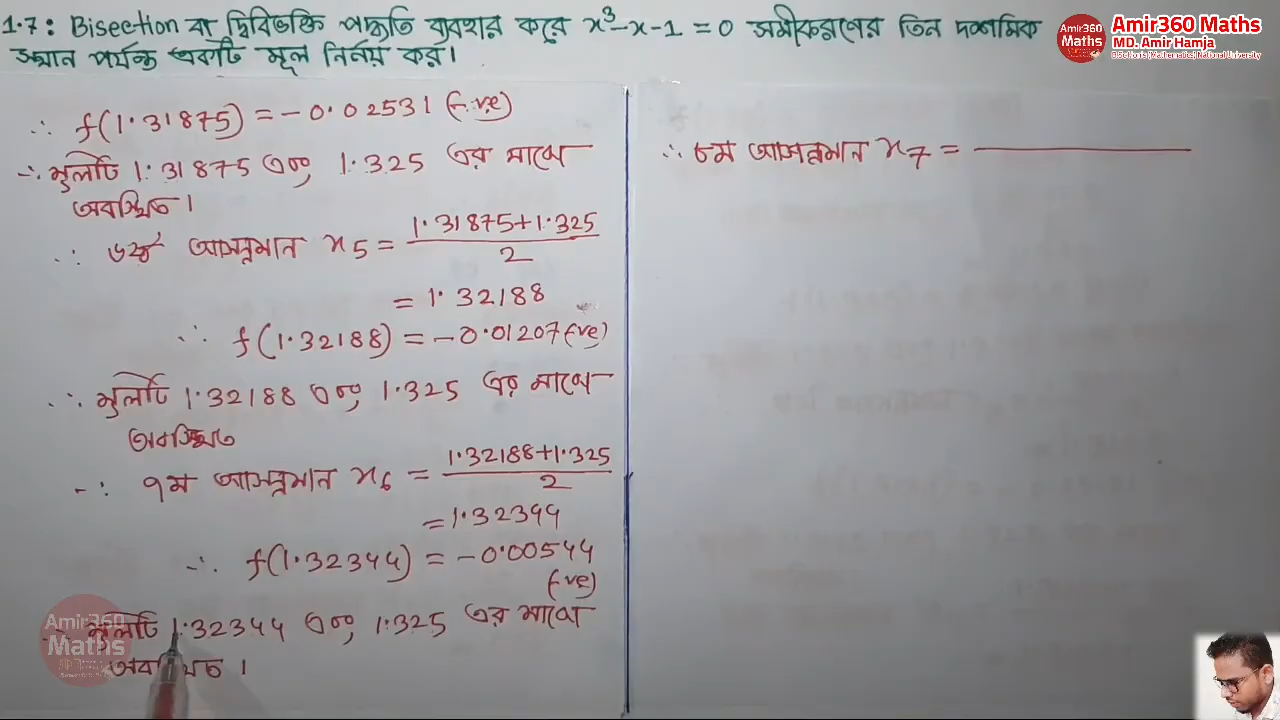 1.7: Bisection বা দ্বিবিভক্তি পদ্ধতি ব্যবহার করে x³-x-1=0 সমীকরণের তিন দশমিক
স্থান পর্যন্ত একটি মূল নির্নয় কর।
Amir360 Maths
MD. Amir Hamja
∴ f(1.31875) = -0.02531 (-ve)
∴ মূলটি 1.31875 এবং 1.325 এর মাঝে
অবস্থিত।
∴ ৬ষ্ঠ আসন্নমান x5 = (1.31875+1.325)/2
= 1.32188
∴ f(1.32188) = -0.01207 (-ve)
∴ মূলটি 1.32188 এবং 1.325 এর মাঝে
অবস্থিত
∴ ৭ম আসন্নমান x6 = (1.32188+1.325)/2
= 1.32344
∴ f(1.32344) = -0.00544
(-ve)
মূলটি 1.32344 এবং 1.325 এর মাঝে
অবস্থিত।
∴ ৮ম আসন্নমান x7 =
Amir360
Maths